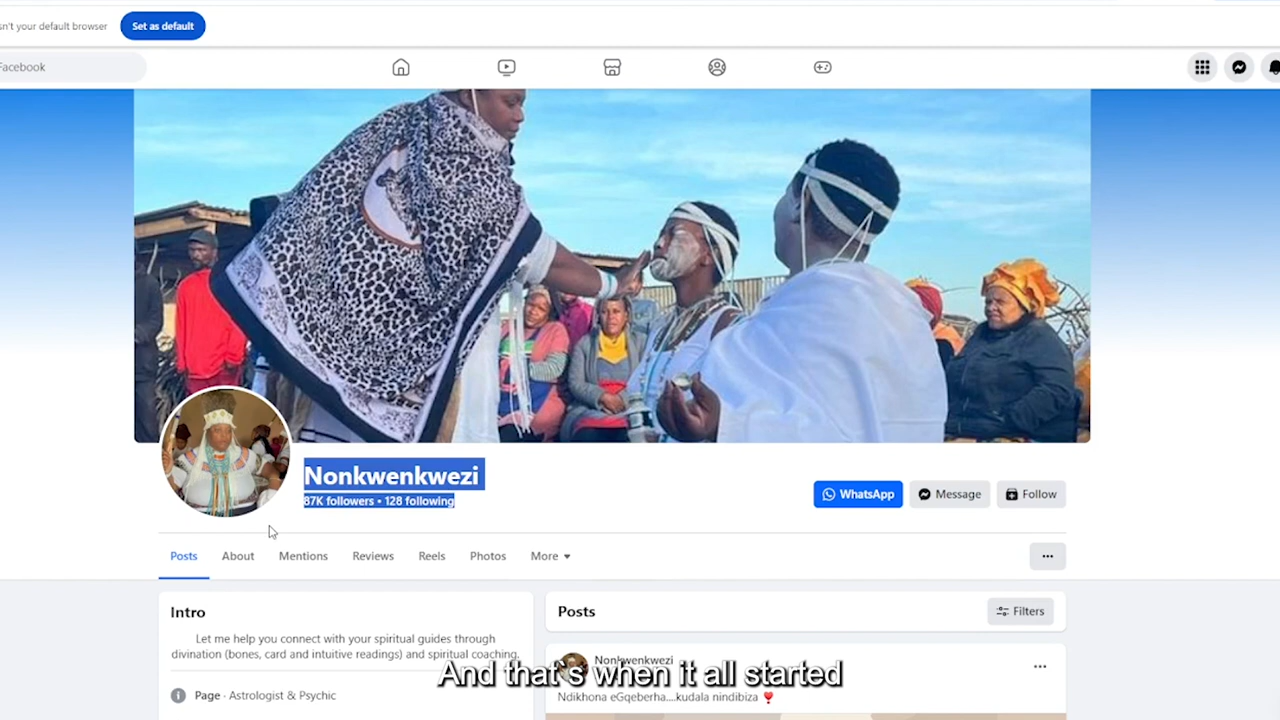 sn't your default browser
Set as default
Facebook
Nonkwenkwezi
87K followers • 128 following
WhatsApp
Message
Follow
Posts
About
Mentions
Reviews
Reels
Photos
More
Intro
Let me help you connect with your spiritual guides through
divination (bones, card and intuitive readings) and spiritual coaching.
Page · Astrologist & Psychic
Posts
Filters
Nonkwenkwezi
Ndikhona eGqeberha....kudala nindibiza ❣️
And that`s when it all started